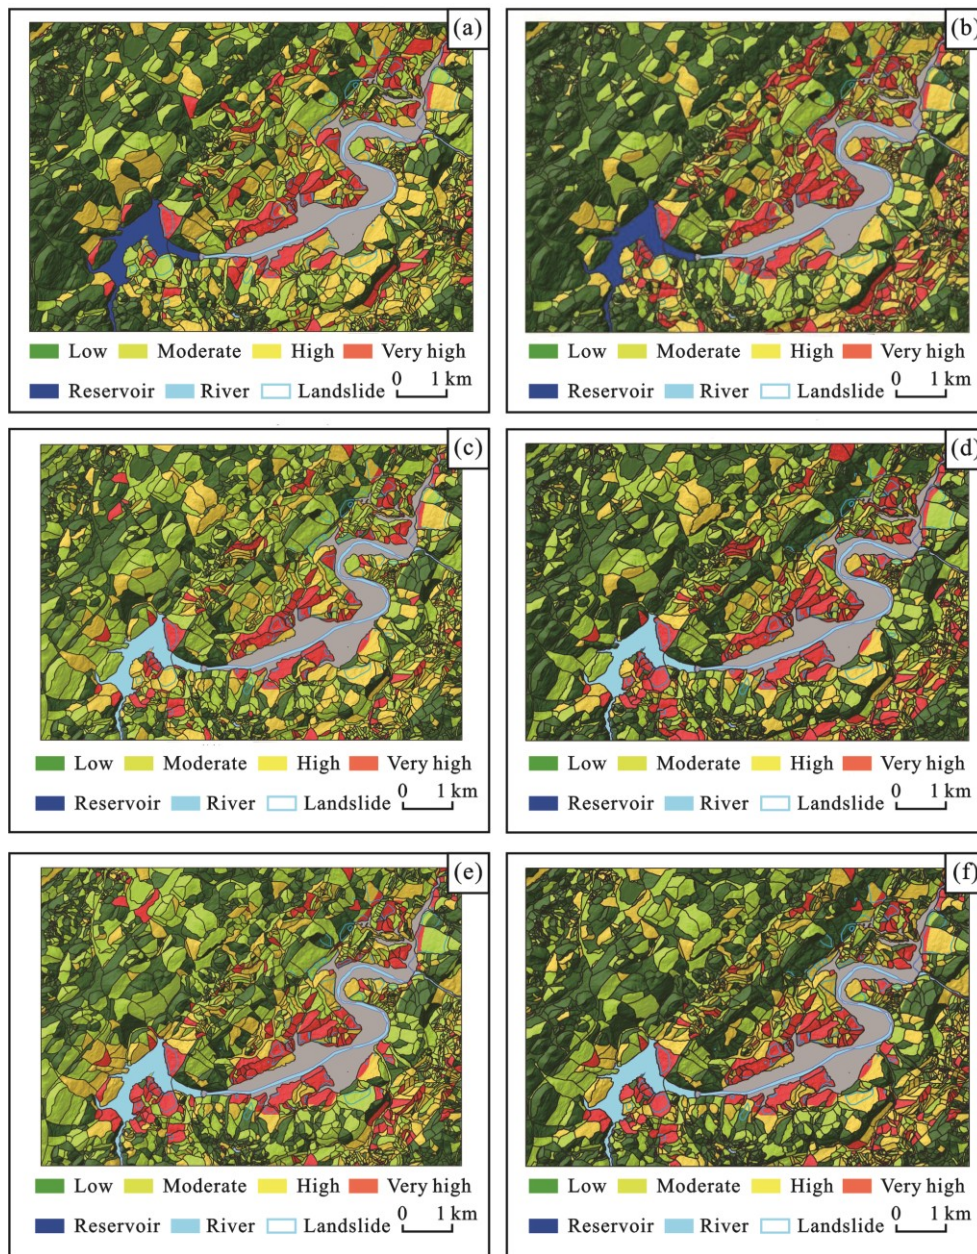 (a)
Low Moderate High Very high
Reservoir River Landslide 0 1 km
(b)
Low Moderate High Very high
Reservoir River Landslide 0 1 km
(c)
Low Moderate High Very high
Reservoir River Landslide 0 1 km
(d)
Low Moderate High Very high
Reservoir River Landslide 0 1 km
(e)
Low Moderate High Very high
Reservoir River Landslide 0 1 km
(f)
Low Moderate High Very high
Reservoir River Landslide 0 1 km